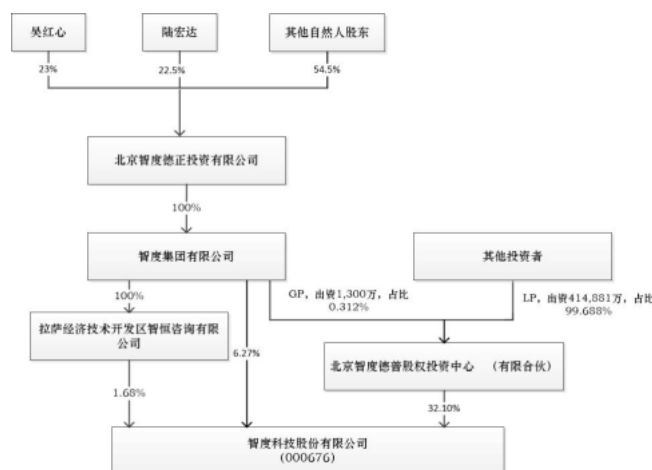 吴红心
陆宏达
其他自然人股东
23%
22.5%
54.5%
北京智度德正投资有限公司
100%
智度集团有限公司
其他投资者
100%
GP，出资1,300万，占比
0.312%
LP，出资414,881万，占比
99.688%
拉萨经济技术开发区智恒咨询有限
公司
6.27%
北京智度德普股权投资中心 （有限合伙）
1.68%
32.10%
智度科技股份有限公司
(000676)